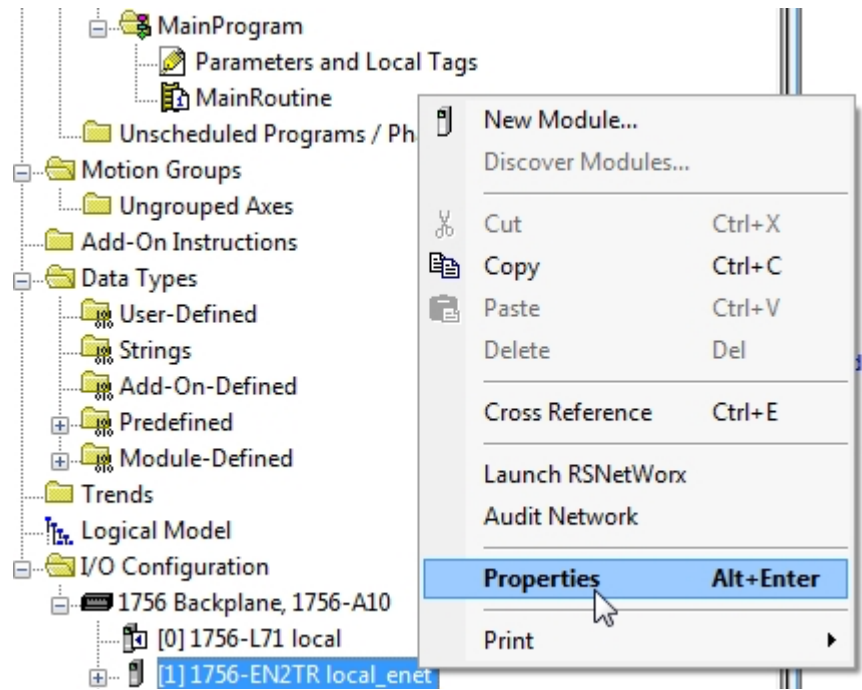 MainProgram
Parameters and Local Tags
MainRoutine
Unscheduled Programs / Ph
Motion Groups
Ungrouped Axes
Add-On Instructions
Data Types
User-Defined
Strings
Add-On-Defined
Predefined
Module-Defined
Trends
Logical Model
I/O Configuration
1756 Backplane, 1756-A10
[0] 1756-L71 local
[1] 1756-EN2TR local_enet
New Module...
Discover Modules...
Cut Ctrl+X
Copy Ctrl+C
Paste Ctrl+V
Delete Del
Cross Reference Ctrl+E
Launch RSNetWorx
Audit Network
Properties Alt+Enter
Print